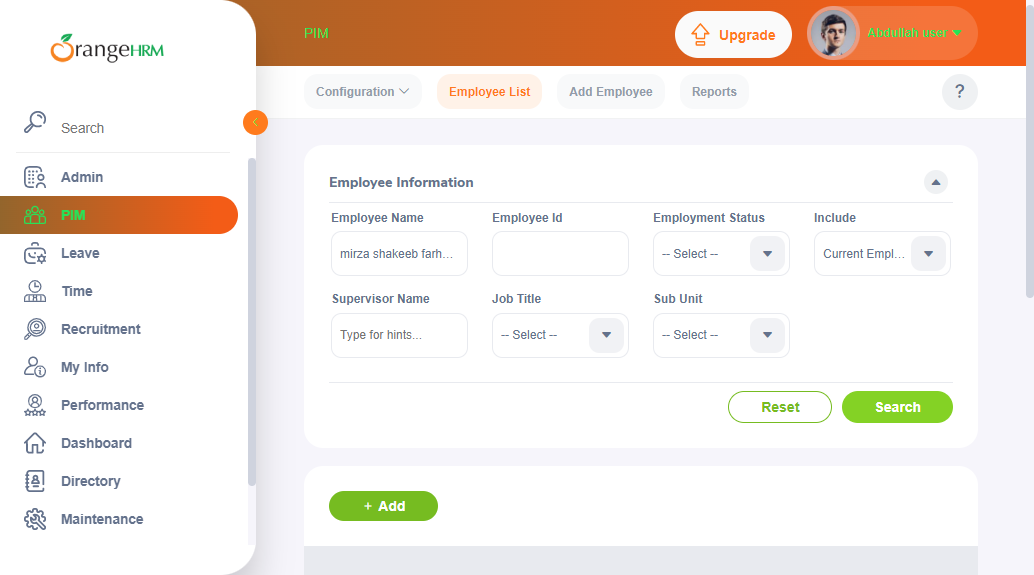 OrangeHRM
PIM
Upgrade
Abdullah user
Search
Configuration
Employee List
Add Employee
Reports
?
Admin
PIM
Leave
Time
Recruitment
My Info
Performance
Dashboard
Directory
Maintenance
Employee Information
Employee Name
Employee Id
Employment Status
Include
mirza shakeeb farh...
-- Select --
Current Empl...
Supervisor Name
Job Title
Sub Unit
Type for hints...
-- Select --
-- Select --
Reset
Search
+ Add